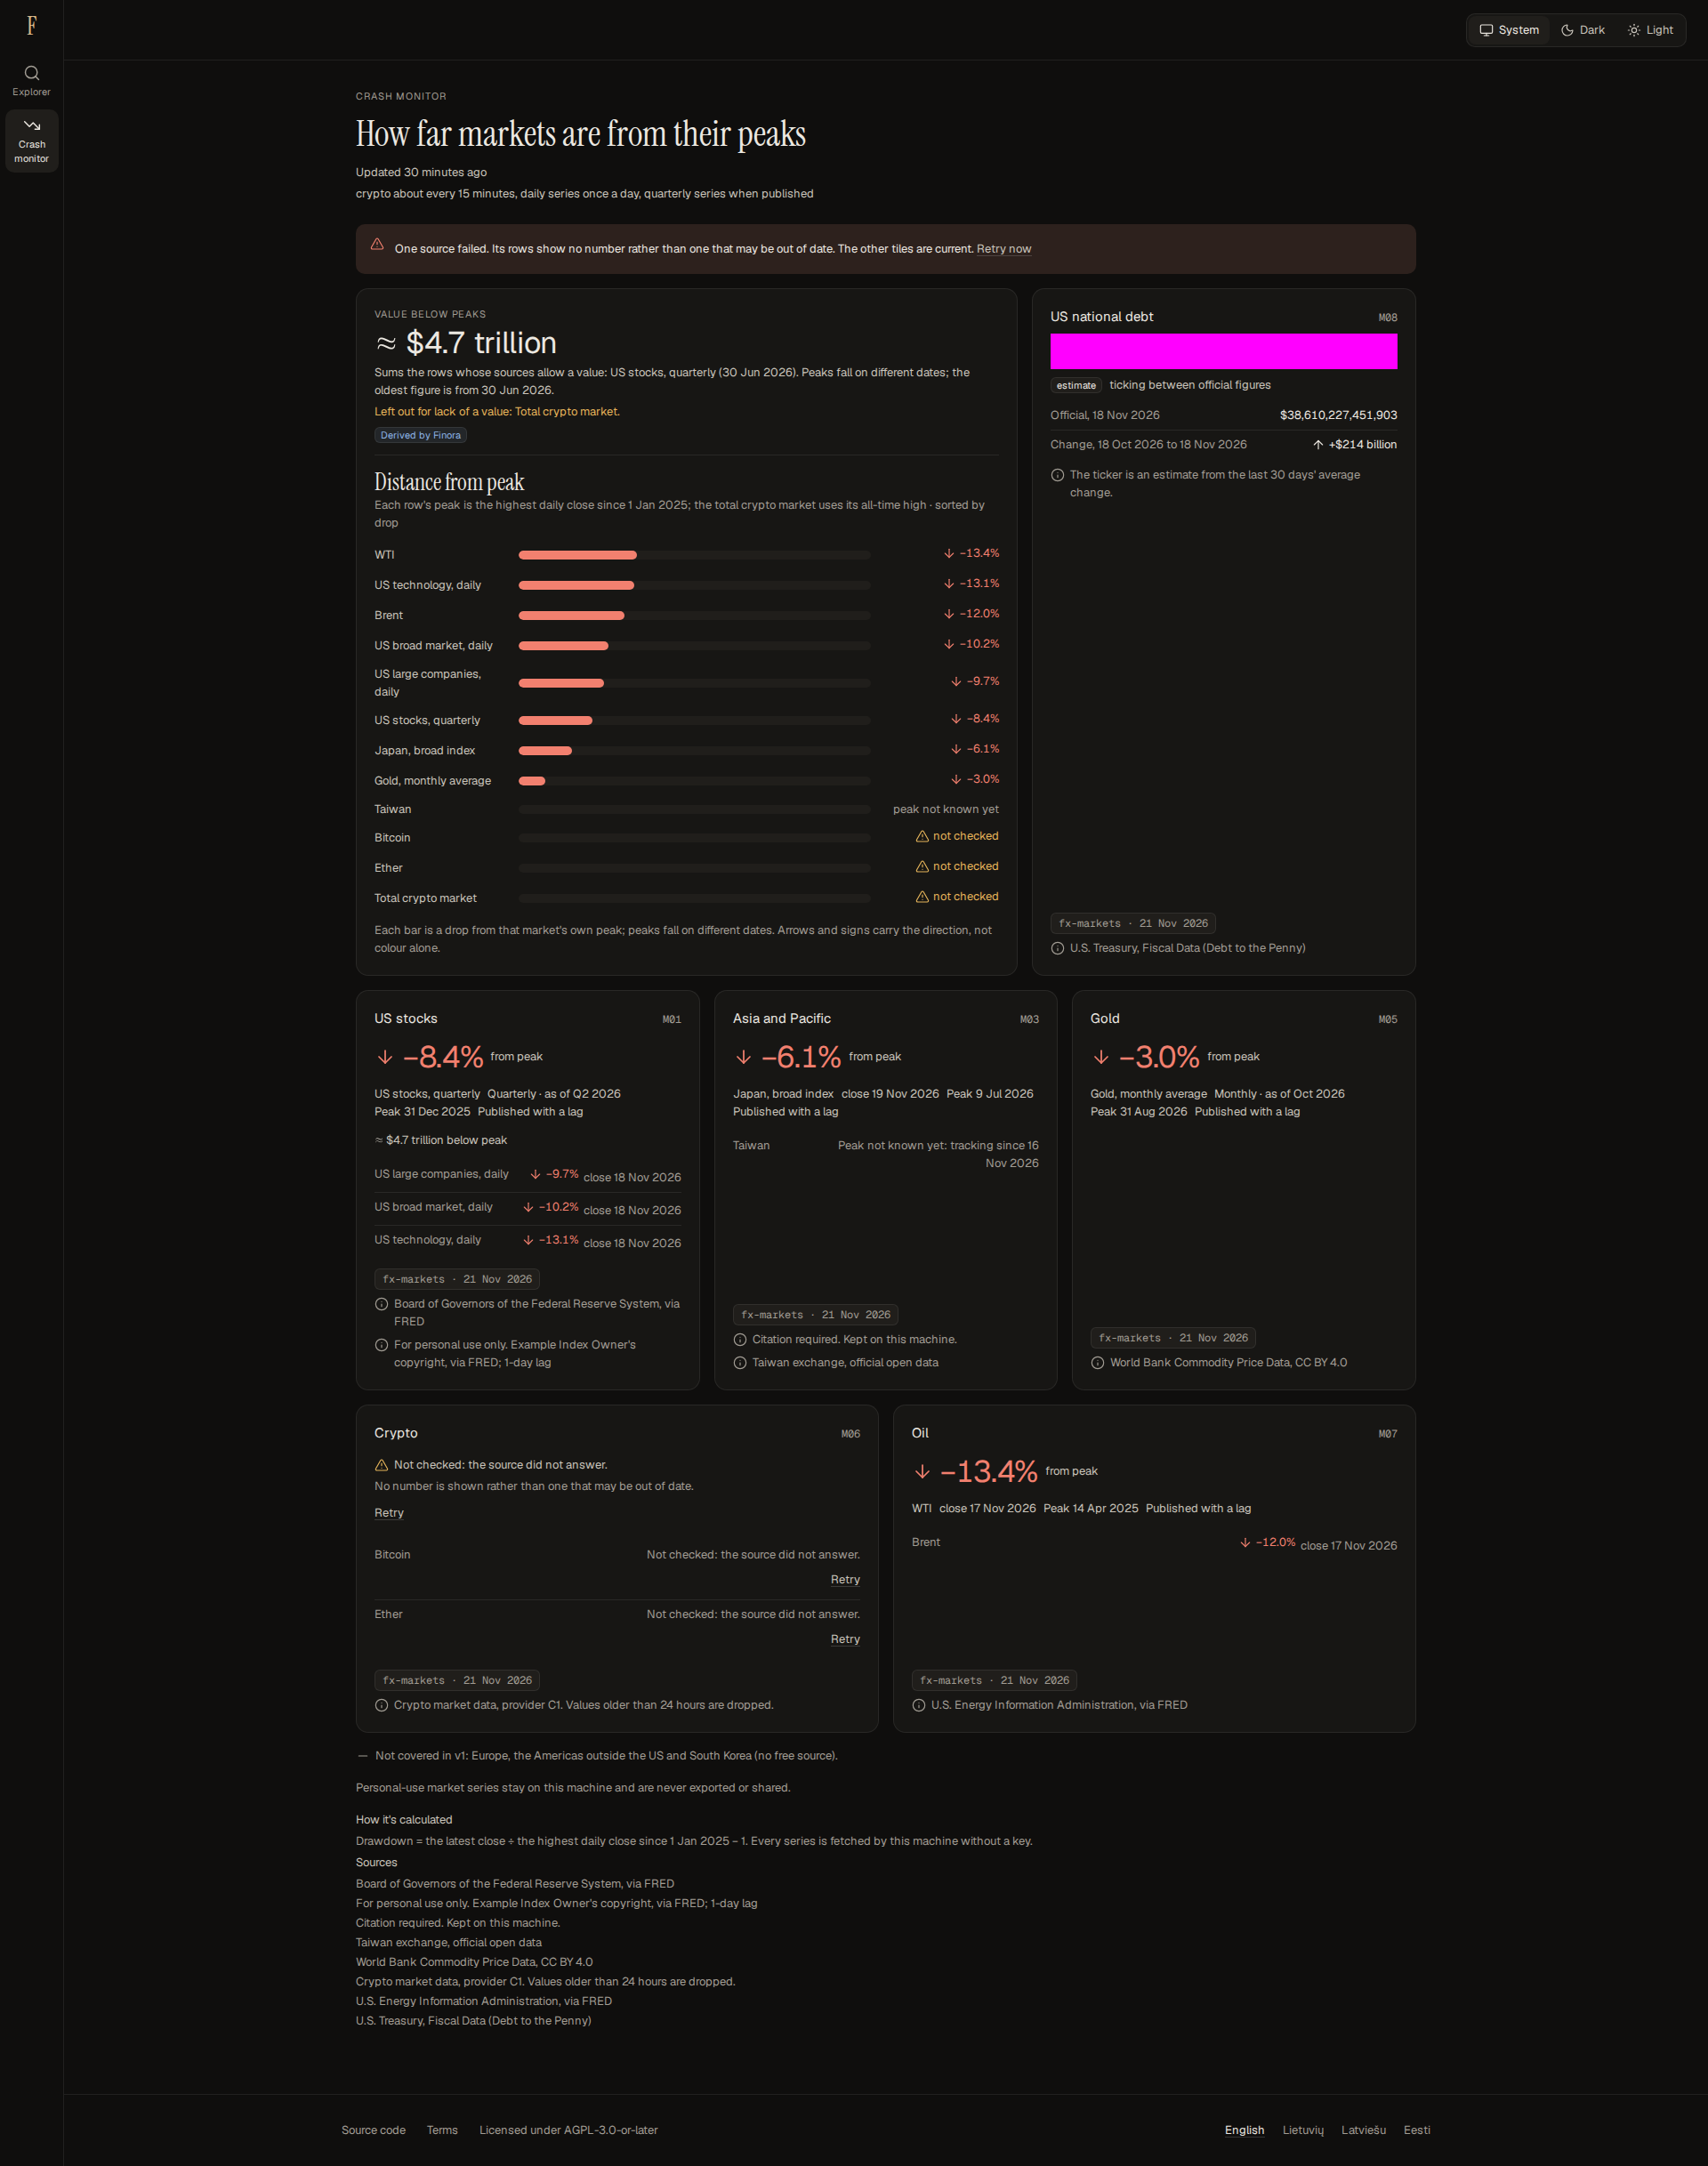 F
Explorer
Crash
monitor
System
Dark
Light
CRASH MONITOR
How far markets are from their peaks
Updated 30 minutes ago
crypto about every 15 minutes, daily series once a day, quarterly series when published
One source failed. Its rows show no number rather than one that may be out of date. The other tiles are current. Retry now
VALUE BELOW PEAKS
≈ $4.7 trillion
Sums the rows whose sources allow a value: US stocks, quarterly (30 Jun 2026). Peaks fall on different dates; the
oldest figure is from 30 Jun 2026.
Left out for lack of a value: Total crypto market.
Derived by Finora
Distance from peak
Each row's peak is the highest daily close since 1 Jan 2025; the total crypto market uses its all-time high · sorted by
drop
WTI ↓ −13.4%
US technology, daily ↓ −13.1%
Brent ↓ −12.0%
US broad market, daily ↓ −10.2%
US large companies,
daily ↓ −9.7%
US stocks, quarterly ↓ −8.4%
Japan, broad index ↓ −6.1%
Gold, monthly average ↓ −3.0%
Taiwan peak not known yet
Bitcoin not checked
Ether not checked
Total crypto market not checked
Each bar is a drop from that market's own peak; peaks fall on different dates. Arrows and signs carry the direction, not
colour alone.
US national debt M08
estimate ticking between official figures
Official, 18 Nov 2026 $38,610,227,451,903
Change, 18 Oct 2026 to 18 Nov 2026 ↑ +$214 billion
The ticker is an estimate from the last 30 days' average
change.
fx-markets · 21 Nov 2026
U.S. Treasury, Fiscal Data (Debt to the Penny)
US stocks M01
↓ −8.4% from peak
US stocks, quarterly Quarterly · as of Q2 2026
Peak 31 Dec 2025 Published with a lag
≈ $4.7 trillion below peak
US large companies, daily ↓ −9.7% close 18 Nov 2026
US broad market, daily ↓ −10.2% close 18 Nov 2026
US technology, daily ↓ −13.1% close 18 Nov 2026
fx-markets · 21 Nov 2026
Board of Governors of the Federal Reserve System, via
FRED
For personal use only. Example Index Owner's
copyright, via FRED; 1-day lag
Asia and Pacific M03
↓ −6.1% from peak
Japan, broad index close 19 Nov 2026 Peak 9 Jul 2026
Published with a lag
Taiwan Peak not known yet: tracking since 16
Nov 2026
fx-markets · 21 Nov 2026
Citation required. Kept on this machine.
Taiwan exchange, official open data
Gold M05
↓ −3.0% from peak
Gold, monthly average Monthly · as of Oct 2026
Peak 31 Aug 2026 Published with a lag
fx-markets · 21 Nov 2026
World Bank Commodity Price Data, CC BY 4.0
Crypto M06
Not checked: the source did not answer.
No number is shown rather than one that may be out of date.
Retry
Bitcoin Not checked: the source did not answer.
Retry
Ether Not checked: the source did not answer.
Retry
fx-markets · 21 Nov 2026
Crypto market data, provider C1. Values older than 24 hours are dropped.
Oil M07
↓ −13.4% from peak
WTI close 17 Nov 2026 Peak 14 Apr 2025 Published with a lag
Brent ↓ −12.0% close 17 Nov 2026
fx-markets · 21 Nov 2026
U.S. Energy Information Administration, via FRED
— Not covered in v1: Europe, the Americas outside the US and South Korea (no free source).
Personal-use market series stay on this machine and are never exported or shared.
How it's calculated
Drawdown = the latest close ÷ the highest daily close since 1 Jan 2025 − 1. Every series is fetched by this machine without a key.
Sources
Board of Governors of the Federal Reserve System, via FRED
For personal use only. Example Index Owner's copyright, via FRED; 1-day lag
Citation required. Kept on this machine.
Taiwan exchange, official open data
World Bank Commodity Price Data, CC BY 4.0
Crypto market data, provider C1. Values older than 24 hours are dropped.
U.S. Energy Information Administration, via FRED
U.S. Treasury, Fiscal Data (Debt to the Penny)
Source code Terms Licensed under AGPL-3.0-or-later
English Lietuvių Latviešu Eesti